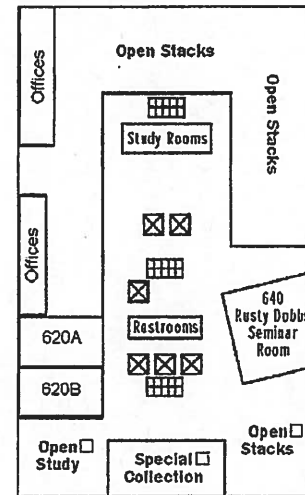 Open Stacks
Offices
Open Stacks
Study Rooms
Offices
640
Rusty Dobbs
Seminar
Room
Restrooms
620A
620B
Open
Study
Special
Collection
Open
Stacks